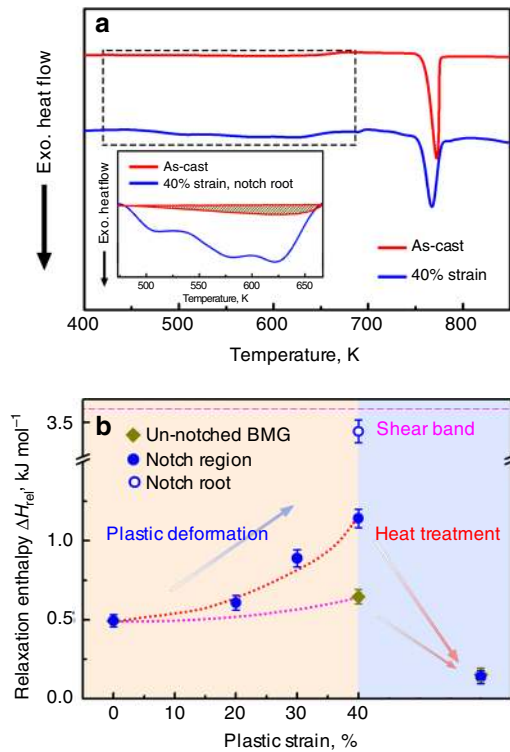 a
Exo. heat flow
As-cast
40% strain, notch root
Exo. heatflow
500 550 600 650
Temperature, K
As-cast
40% strain
400 500 600 700 800
Temperature, K
b
3.5
Shear band
Un-notched BMG
Notch region
Notch root
Plastic deformation
Heat treatment
1.0
0.5
0.0
Relaxation enthalpy ΔHrel, kJ mol−1
0 10 20 30 40
Plastic strain, %